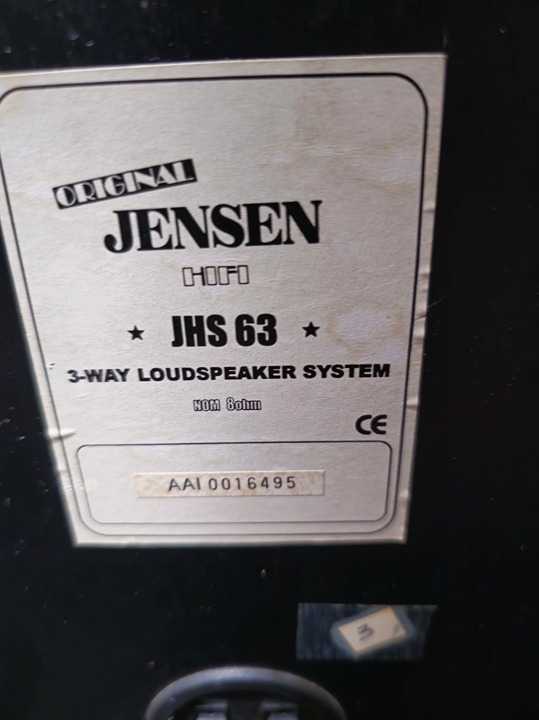 ORIGINAL
JENSEN
HIFI
★ JHS 63 ★
3-WAY LOUDSPEAKER SYSTEM
NOM 8ohm
CE
AAI 0016495
3